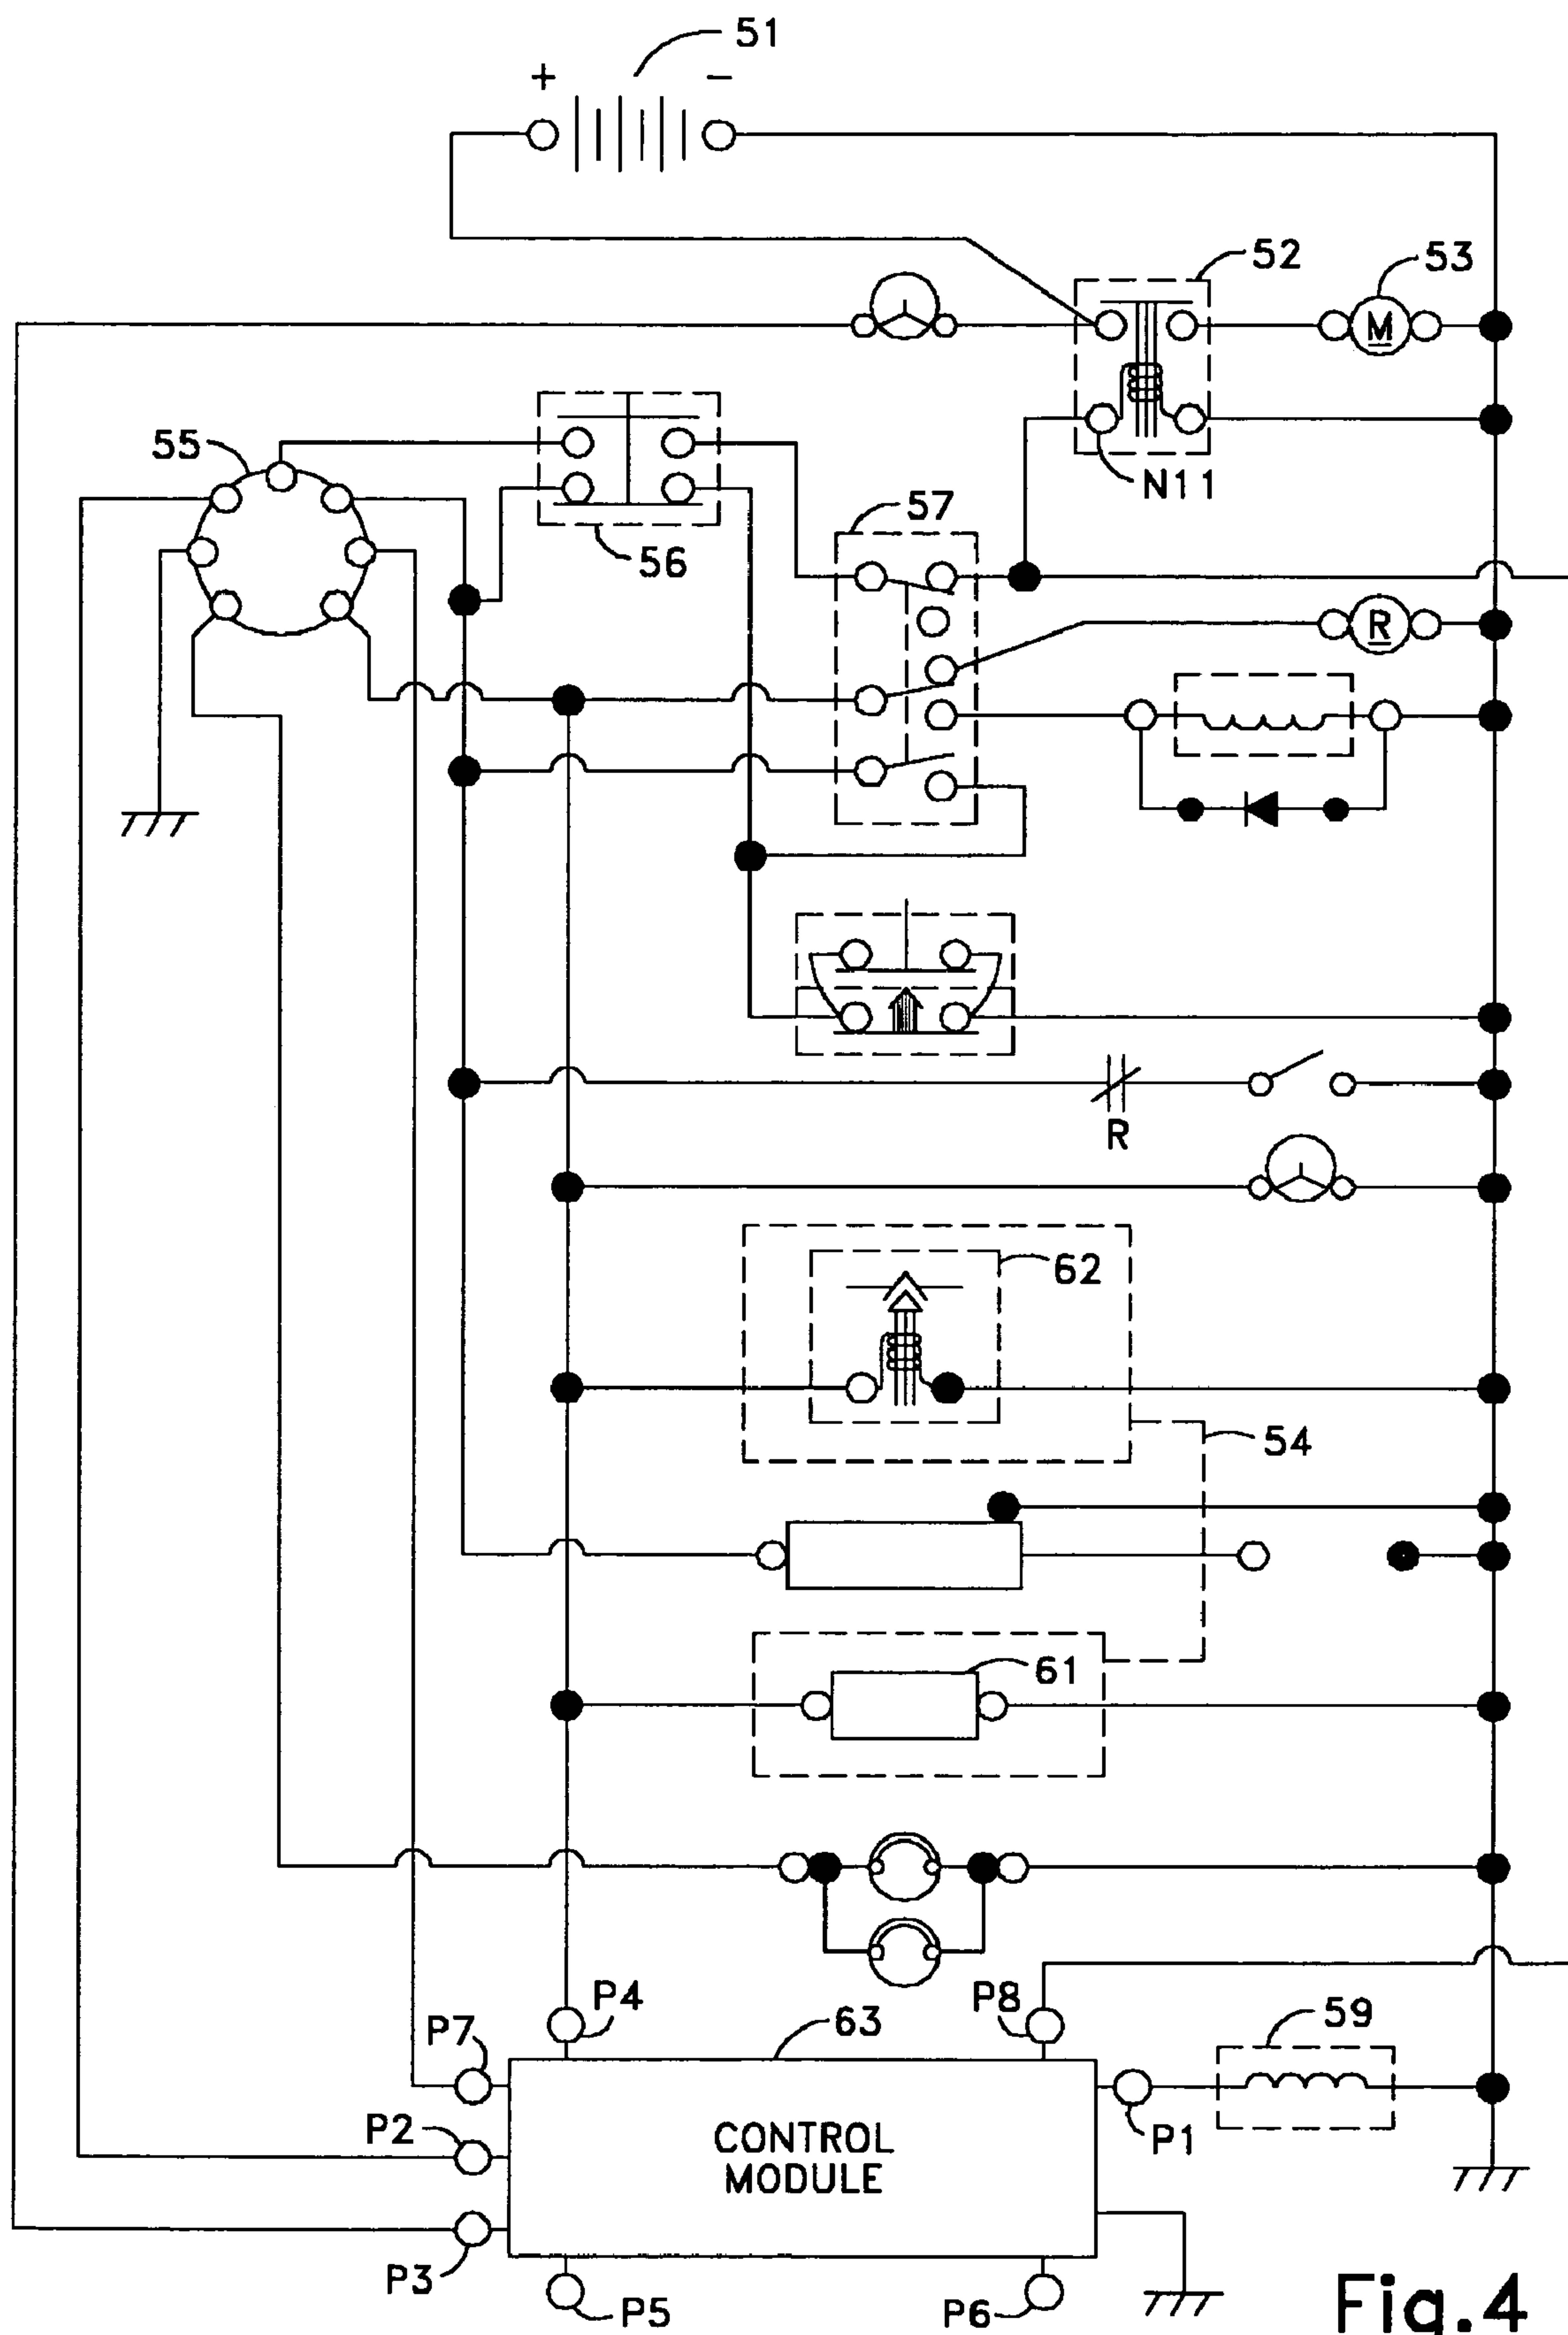 51
+ −
52
53
M
N11
55
56
57
R
R
62
54
61
P4
P8
63
59
P7
P2
CONTROL
MODULE
P1
P3
P5
P6
Fig.4